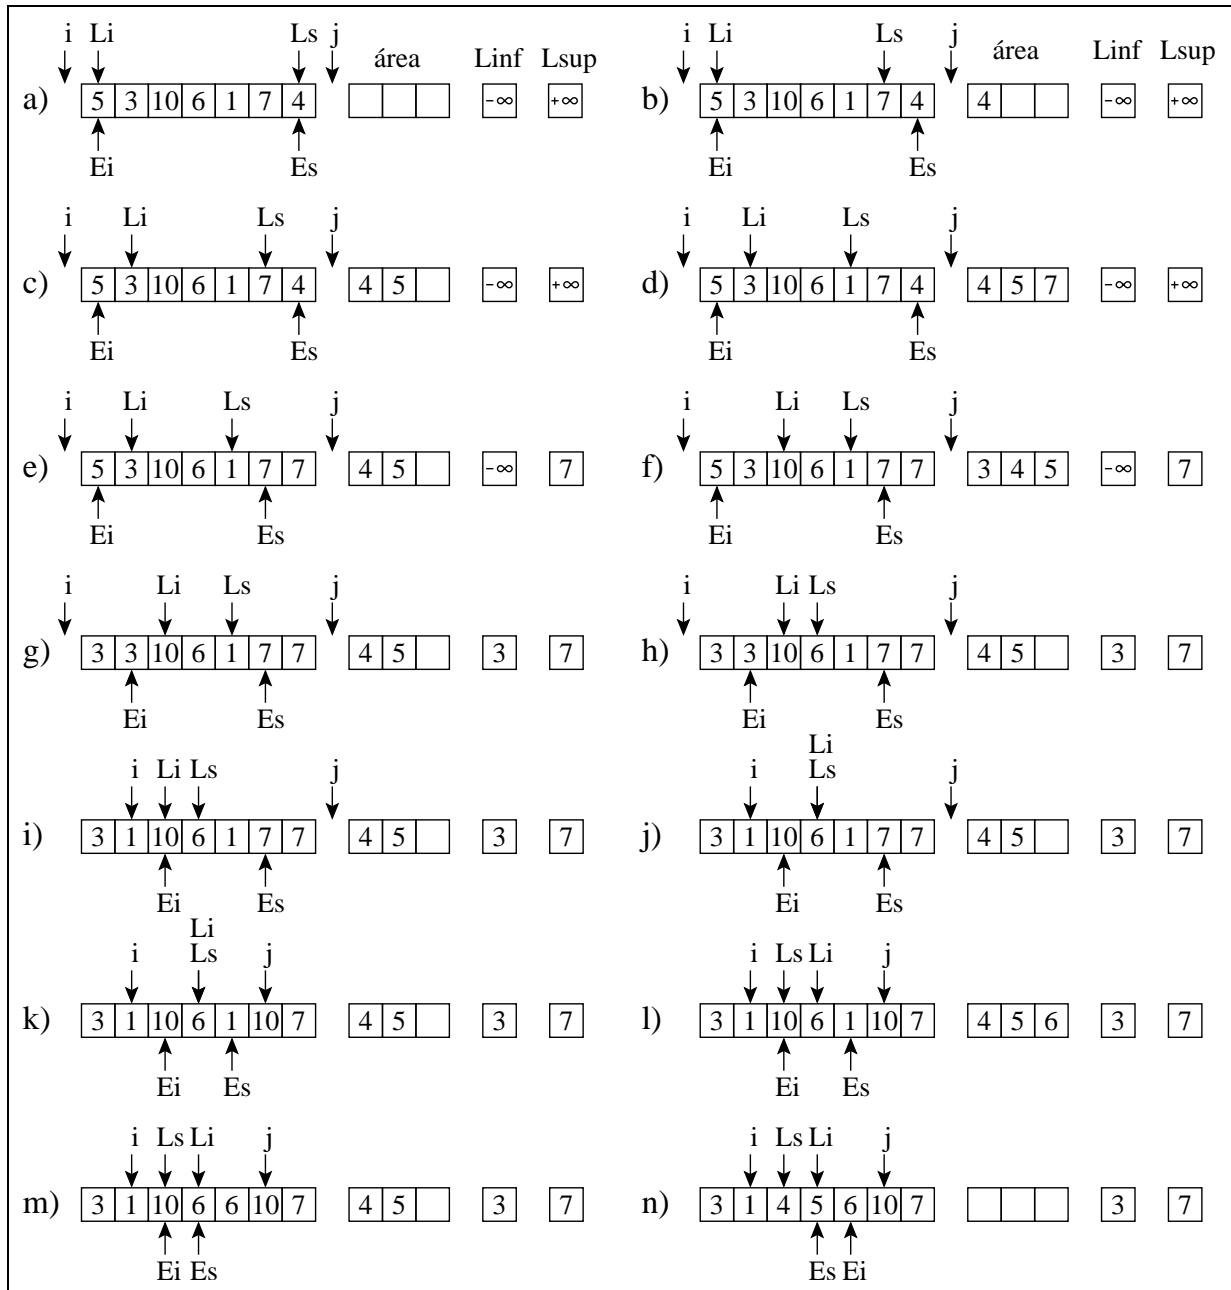 i Li Ls j área Linf Lsup
a) 5 3 10 6 1 7 4 -∞ +∞
Ei Es
i Li Ls j área Linf Lsup
b) 5 3 10 6 1 7 4 4 -∞ +∞
Ei Es
i Li Ls j
c) 5 3 10 6 1 7 4 4 5 -∞ +∞
Ei Es
i Li Ls j
d) 5 3 10 6 1 7 4 4 5 7 -∞ +∞
Ei Es
i Li Ls j
e) 5 3 10 6 1 7 7 4 5 -∞ 7
Ei Es
i Li Ls j
f) 5 3 10 6 1 7 7 3 4 5 -∞ 7
Ei Es
i Li Ls j
g) 3 3 10 6 1 7 7 4 5 3 7
Ei Es
i Li Ls j
h) 3 3 10 6 1 7 7 4 5 3 7
Ei Es
i Li Ls j
i) 3 1 10 6 1 7 7 4 5 3 7
Ei Es
Li
i Ls j
j) 3 1 10 6 1 7 7 4 5 3 7
Ei Es
Li
i Ls j
k) 3 1 10 6 1 10 7 4 5 3 7
Ei Es
i Ls Li j
l) 3 1 10 6 1 10 7 4 5 6 3 7
Ei Es
i Ls Li j
m) 3 1 10 6 6 10 7 4 5 3 7
Ei Es
i Ls Li j
n) 3 1 4 5 6 10 7 3 7
Es Ei